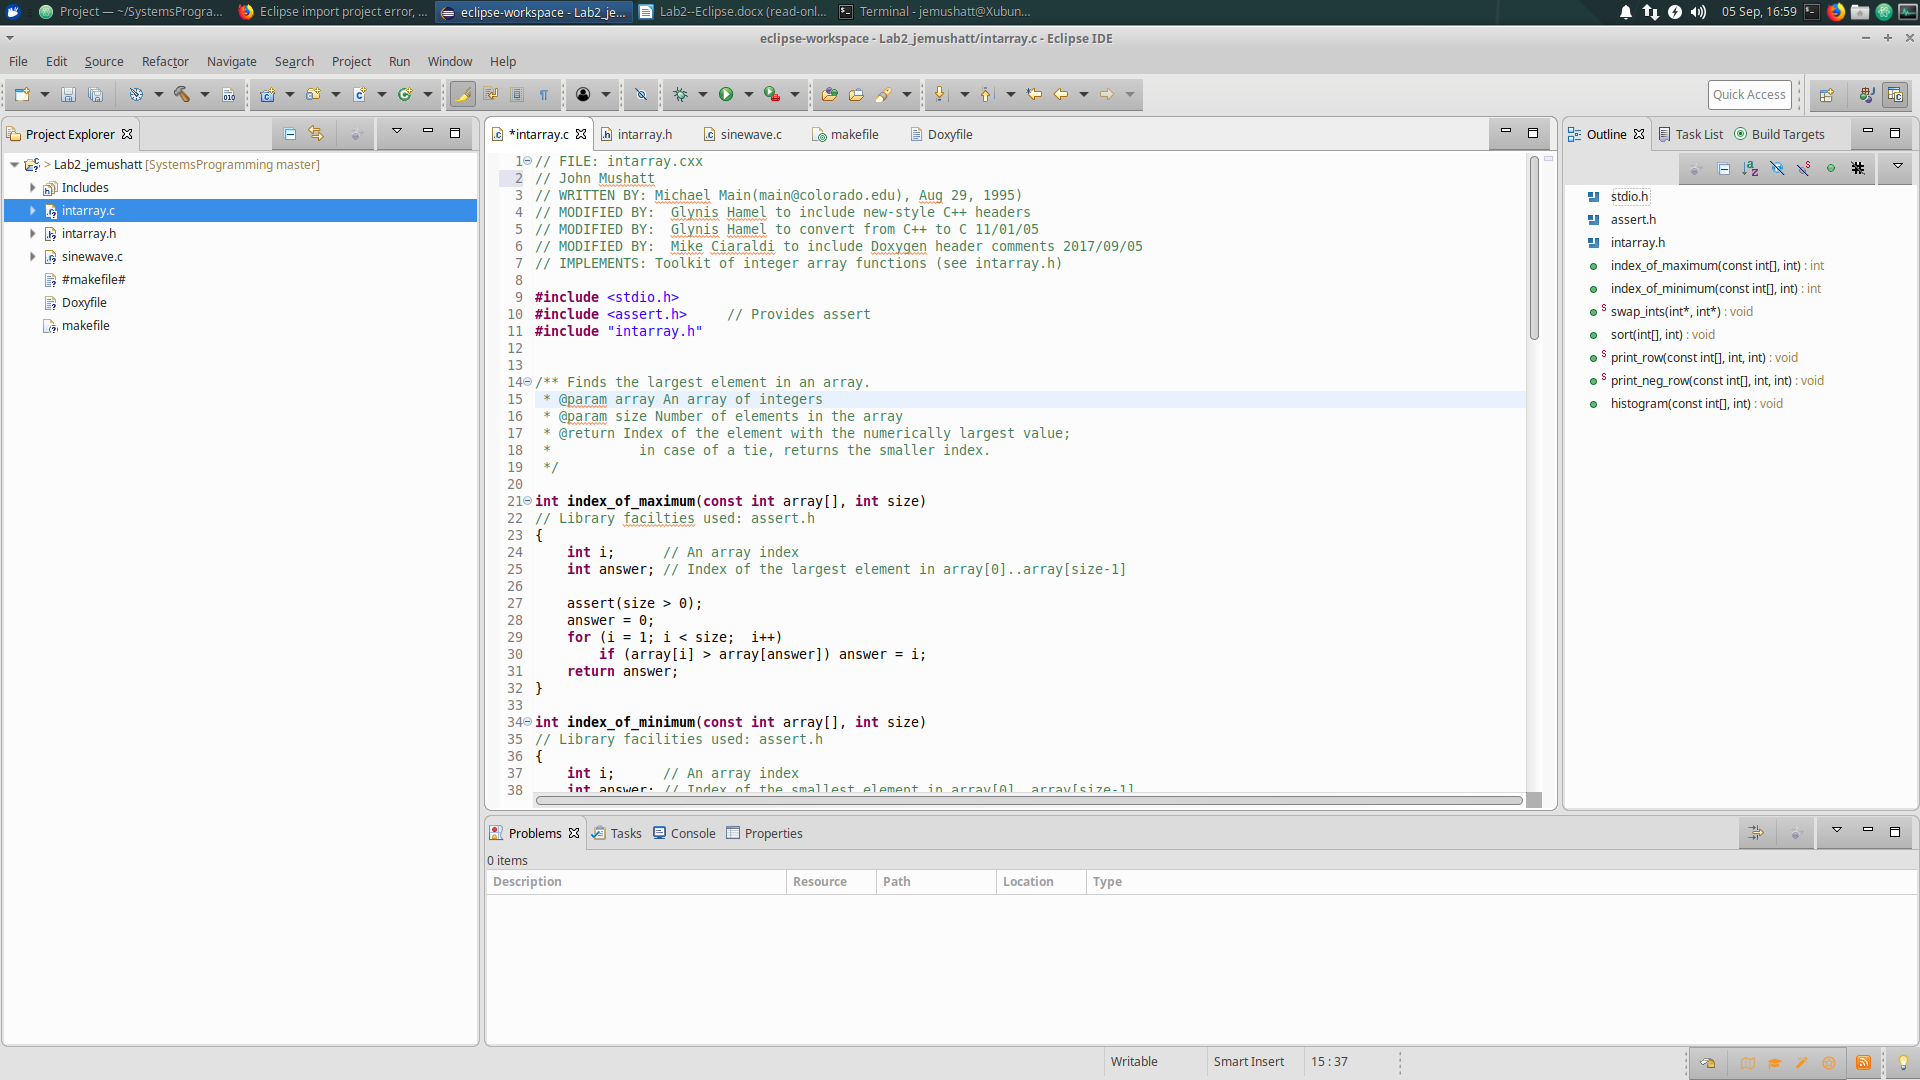 Project — ~/SystemsProgra...
Eclipse import project error, ...
eclipse-workspace - Lab2_je...
Lab2--Eclipse.docx (read-onl...
Terminal - jemushatt@Xubun...
05 Sep, 16:59
eclipse-workspace - Lab2_jemushatt/intarray.c - Eclipse IDE
File Edit Source Refactor Navigate Search Project Run Window Help
Quick Access
Project Explorer
> Lab2_jemushatt [SystemsProgramming master]
Includes
intarray.c
intarray.h
sinewave.c
#makefile#
Doxyfile
makefile
*intarray.c intarray.h sinewave.c makefile Doxyfile
1 // FILE: intarray.cxx
2 // John Mushatt
3 // WRITTEN BY: Michael Main(main@colorado.edu), Aug 29, 1995)
4 // MODIFIED BY:  Glynis Hamel to include new-style C++ headers
5 // MODIFIED BY:  Glynis Hamel to convert from C++ to C 11/01/05
6 // MODIFIED BY:  Mike Ciaraldi to include Doxygen header comments 2017/09/05
7 // IMPLEMENTS: Toolkit of integer array functions (see intarray.h)
8
9 #include <stdio.h>
10 #include <assert.h>     // Provides assert
11 #include "intarray.h"
12
13
14 /** Finds the largest element in an array.
15  * @param array An array of integers
16  * @param size Number of elements in the array
17  * @return Index of the element with the numerically largest value;
18  *           in case of a tie, returns the smaller index.
19  */
20
21 int index_of_maximum(const int array[], int size)
22 // Library facilties used: assert.h
23 {
24     int i;      // An array index
25     int answer; // Index of the largest element in array[0]..array[size-1]
26
27     assert(size > 0);
28     answer = 0;
29     for (i = 1; i < size;  i++)
30         if (array[i] > array[answer]) answer = i;
31     return answer;
32 }
33
34 int index_of_minimum(const int array[], int size)
35 // Library facilities used: assert.h
36 {
37     int i;      // An array index
38     int answer; // Index of the smallest element in array[0]..array[size-1]
Outline Task List Build Targets
stdio.h
assert.h
intarray.h
index_of_maximum(const int[], int) : int
index_of_minimum(const int[], int) : int
S swap_ints(int*, int*) : void
sort(int[], int) : void
S print_row(const int[], int, int) : void
S print_neg_row(const int[], int, int) : void
histogram(const int[], int) : void
Problems Tasks Console Properties
0 items
Description Resource Path Location Type
Writable Smart Insert 15 : 37